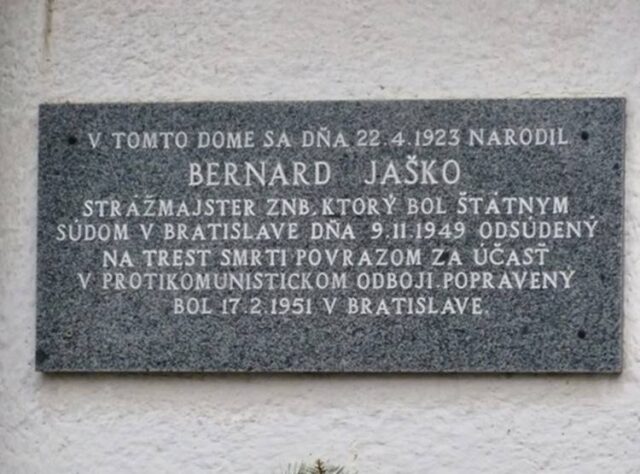 V TOMTO DOME SA DŇA 22.4.1923 NARODIL
BERNARD JAŠKO
STRÁŽMAJSTER ZNB, KTORÝ BOL ŠTÁTNYM
SÚDOM V BRATISLAVE DŇA 9.11.1949 ODSÚDENÝ
NA TREST SMRTI POVRAZOM ZA ÚČASŤ
V PROTIKOMUNISTICKOM ODBOJI. POPRAVENÝ
BOL 17.2.1951 V BRATISLAVE.